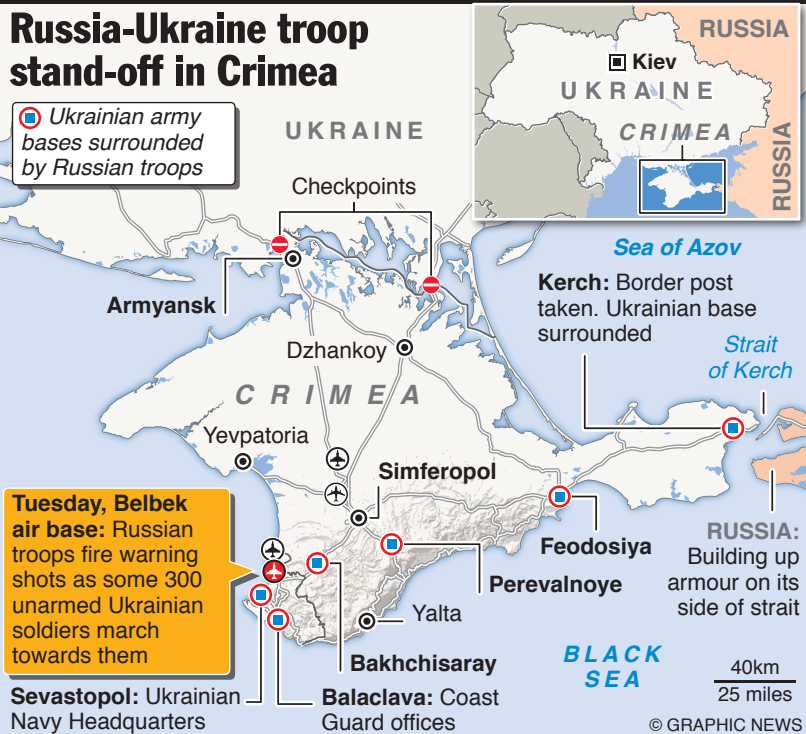 Russia-Ukraine troop
stand-off in Crimea
Ukrainian army
bases surrounded
by Russian troops
RUSSIA
Kiev
UKRAINE
CRIMEA
RUSSIA
UKRAINE
Checkpoints
Sea of Azov
Armyansk
Kerch: Border post
taken. Ukrainian base
surrounded
Strait
of Kerch
Dzhankoy
CRIMEA
Yevpatoria
Simferopol
Tuesday, Belbek
air base: Russian
troops fire warning
shots as some 300
unarmed Ukrainian
soldiers march
towards them
Feodosiya
RUSSIA:
Building up
armour on its
side of strait
Perevalnoye
Yalta
Bakhchisaray
BLACK
SEA
40km
25 miles
Sevastopol: Ukrainian
Navy Headquarters
Balaclava: Coast
Guard offices
© GRAPHIC NEWS